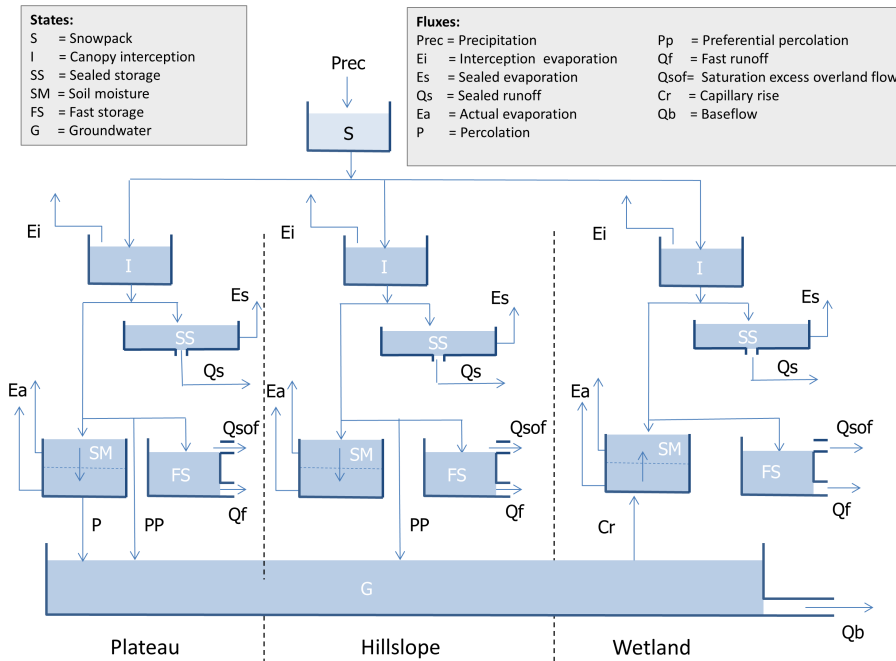 States:
S = Snowpack
I = Canopy interception
SS = Sealed storage
SM = Soil moisture
FS = Fast storage
G = Groundwater
Fluxes:
Prec = Precipitation
Ei = Interception evaporation
Es = Sealed evaporation
Qs = Sealed runoff
Ea = Actual evaporation
P = Percolation
Pp = Preferential percolation
Qf = Fast runoff
Qsof= Saturation excess overland flow
Cr = Capillary rise
Qb = Baseflow
Prec
S
Ei
Ei
Ei
I
I
I
Es
Es
Es
SS
SS
SS
Qs
Qs
Qs
Ea
Ea
Ea
Qsof
Qsof
Qsof
SM
SM
SM
FS
FS
FS
Qf
Qf
Qf
P
PP
PP
Cr
G
Qb
Plateau
Hillslope
Wetland